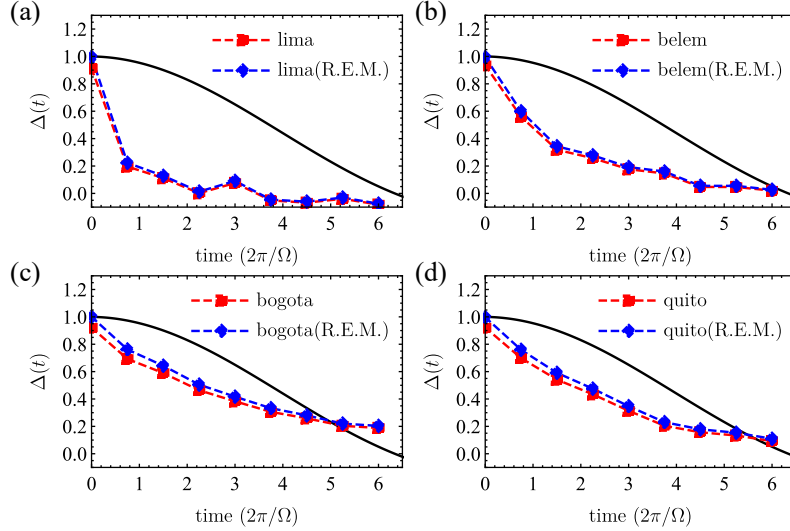 (a)
1.2
1.0
0.8
0.6
0.4
0.2
0.0
Δ(t)
lima
lima(R.E.M.)
0 1 2 3 4 5 6
time (2π/Ω)
(b)
1.2
1.0
0.8
0.6
0.4
0.2
0.0
Δ(t)
belem
belem(R.E.M.)
0 1 2 3 4 5 6
time (2π/Ω)
(c)
1.2
1.0
0.8
0.6
0.4
0.2
0.0
Δ(t)
bogota
bogota(R.E.M.)
0 1 2 3 4 5 6
time (2π/Ω)
(d)
1.2
1.0
0.8
0.6
0.4
0.2
0.0
Δ(t)
quito
quito(R.E.M.)
0 1 2 3 4 5 6
time (2π/Ω)